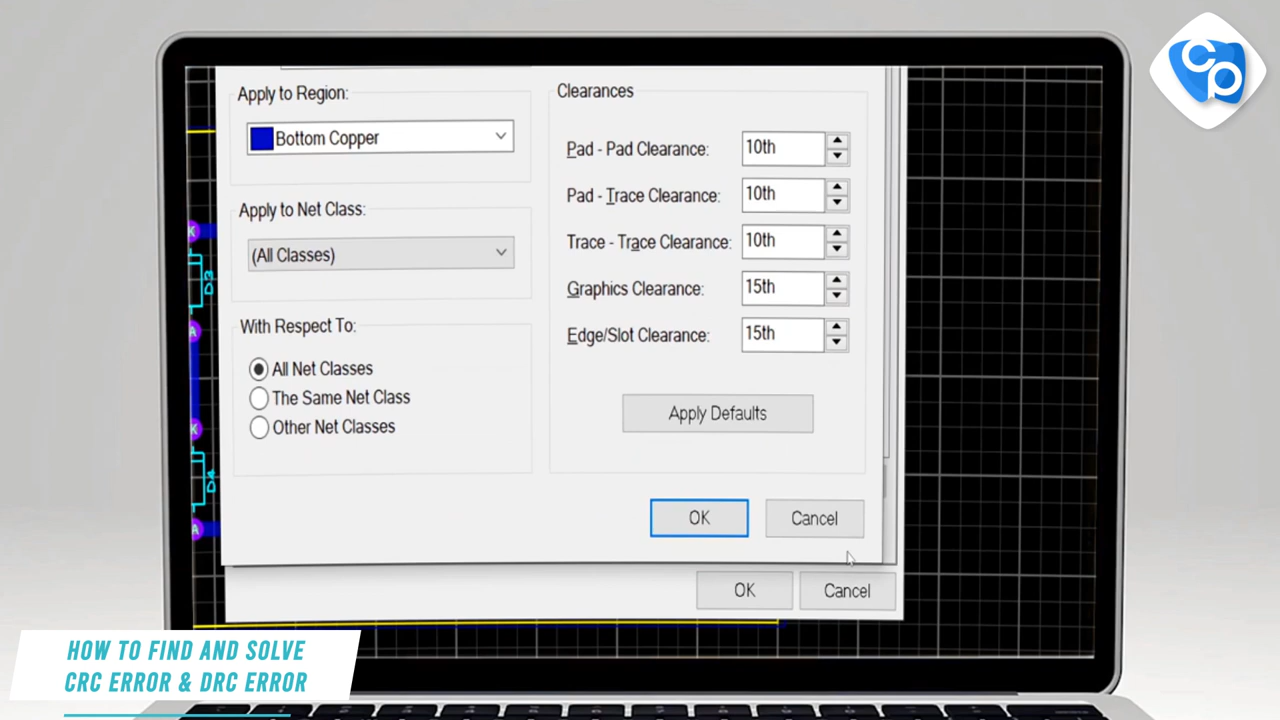 cp
Apply to Region:
Bottom Copper
Apply to Net Class:
(All Classes)
With Respect To:
All Net Classes
The Same Net Class
Other Net Classes
Clearances
Pad - Pad Clearance: 10th
Pad - Trace Clearance: 10th
Trace - Trace Clearance: 10th
Graphics Clearance: 15th
Edge/Slot Clearance: 15th
Apply Defaults
OK Cancel
OK Cancel
K
D3
A
K
D4
A
HOW TO FIND AND SOLVE
CRC ERROR & DRC ERROR